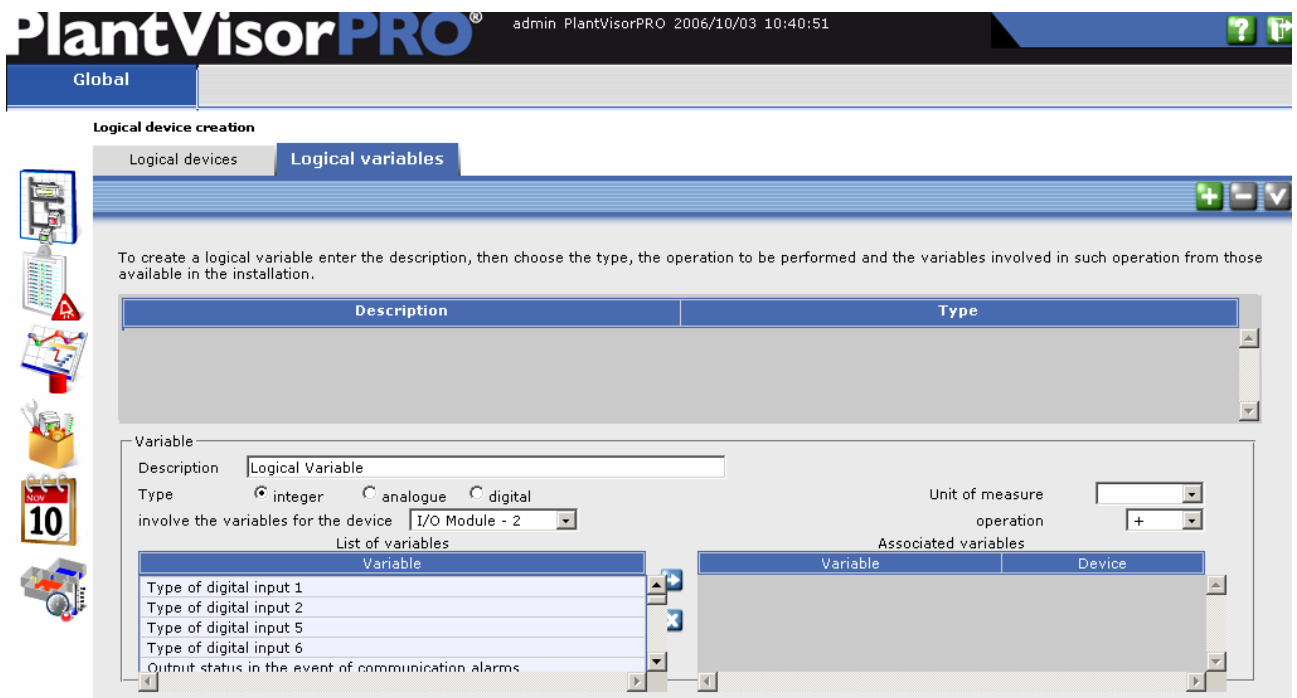 PlantVisorPRO®
admin PlantVisorPRO 2006/10/03 10:40:51
?
Global
Logical device creation
Logical devices
Logical variables
To create a logical variable enter the description, then choose the type, the operation to be performed and the variables involved in such operation from those
available in the installation.
Description Type
Variable
Description Logical Variable
Type integer analogue digital Unit of measure
involve the variables for the device I/O Module - 2 operation +
List of variables Associated variables
Variable Variable Device
Type of digital input 1
Type of digital input 2
Type of digital input 5
Type of digital input 6
Output status in the event of communication alarms
NOV
10